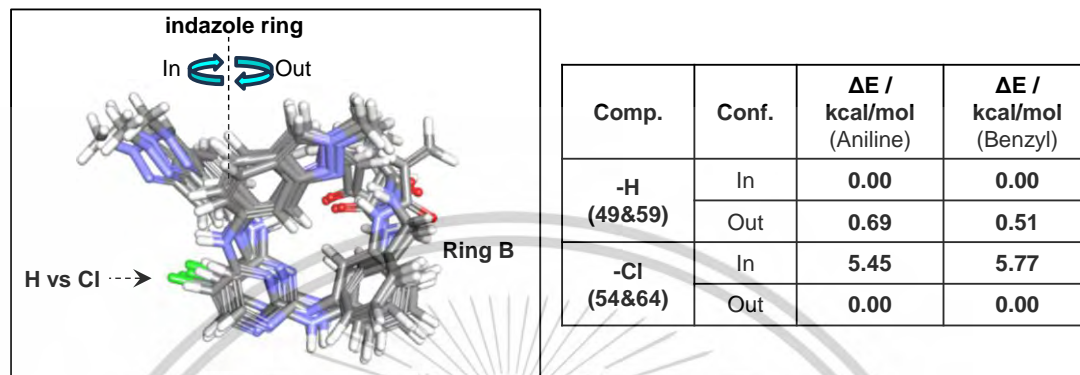 indazole ring
In Out
Ring B
H vs Cl
Comp. Conf. ΔE / kcal/mol (Aniline) ΔE / kcal/mol (Benzyl)
-H (49&59) In 0.00 0.00
Out 0.69 0.51
-Cl (54&64) In 5.45 5.77
Out 0.00 0.00